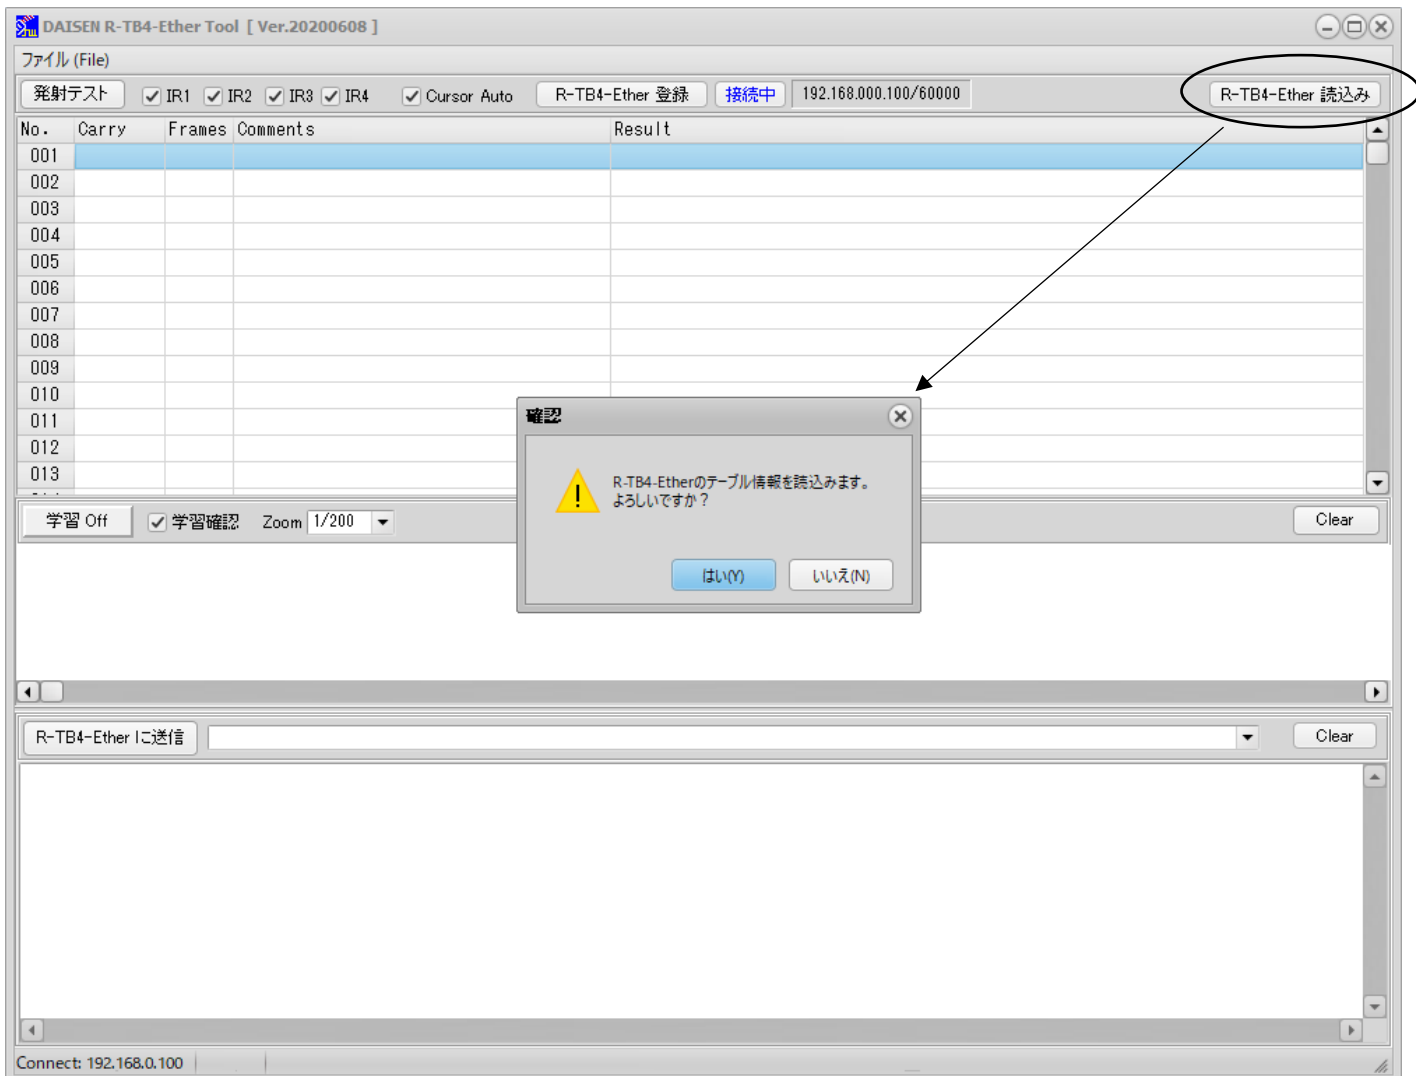 DAISEN R-TB4-Ether Tool [ Ver.20200608 ]
ファイル (File)
発射テスト IR1 IR2 IR3 IR4 Cursor Auto R-TB4-Ether 登録 接続中 192.168.000.100/60000 R-TB4-Ether 読込み
No. Carry Frames Comments Result
001
002
003
004
005
006
007
008
009
010
011
012
013
確認
R-TB4-Etherのテーブル情報を読込みます。
よろしいですか？
はい(Y) いいえ(N)
学習 Off 学習確認 Zoom 1/200 Clear
R-TB4-Ether に送信 Clear
Connect: 192.168.0.100